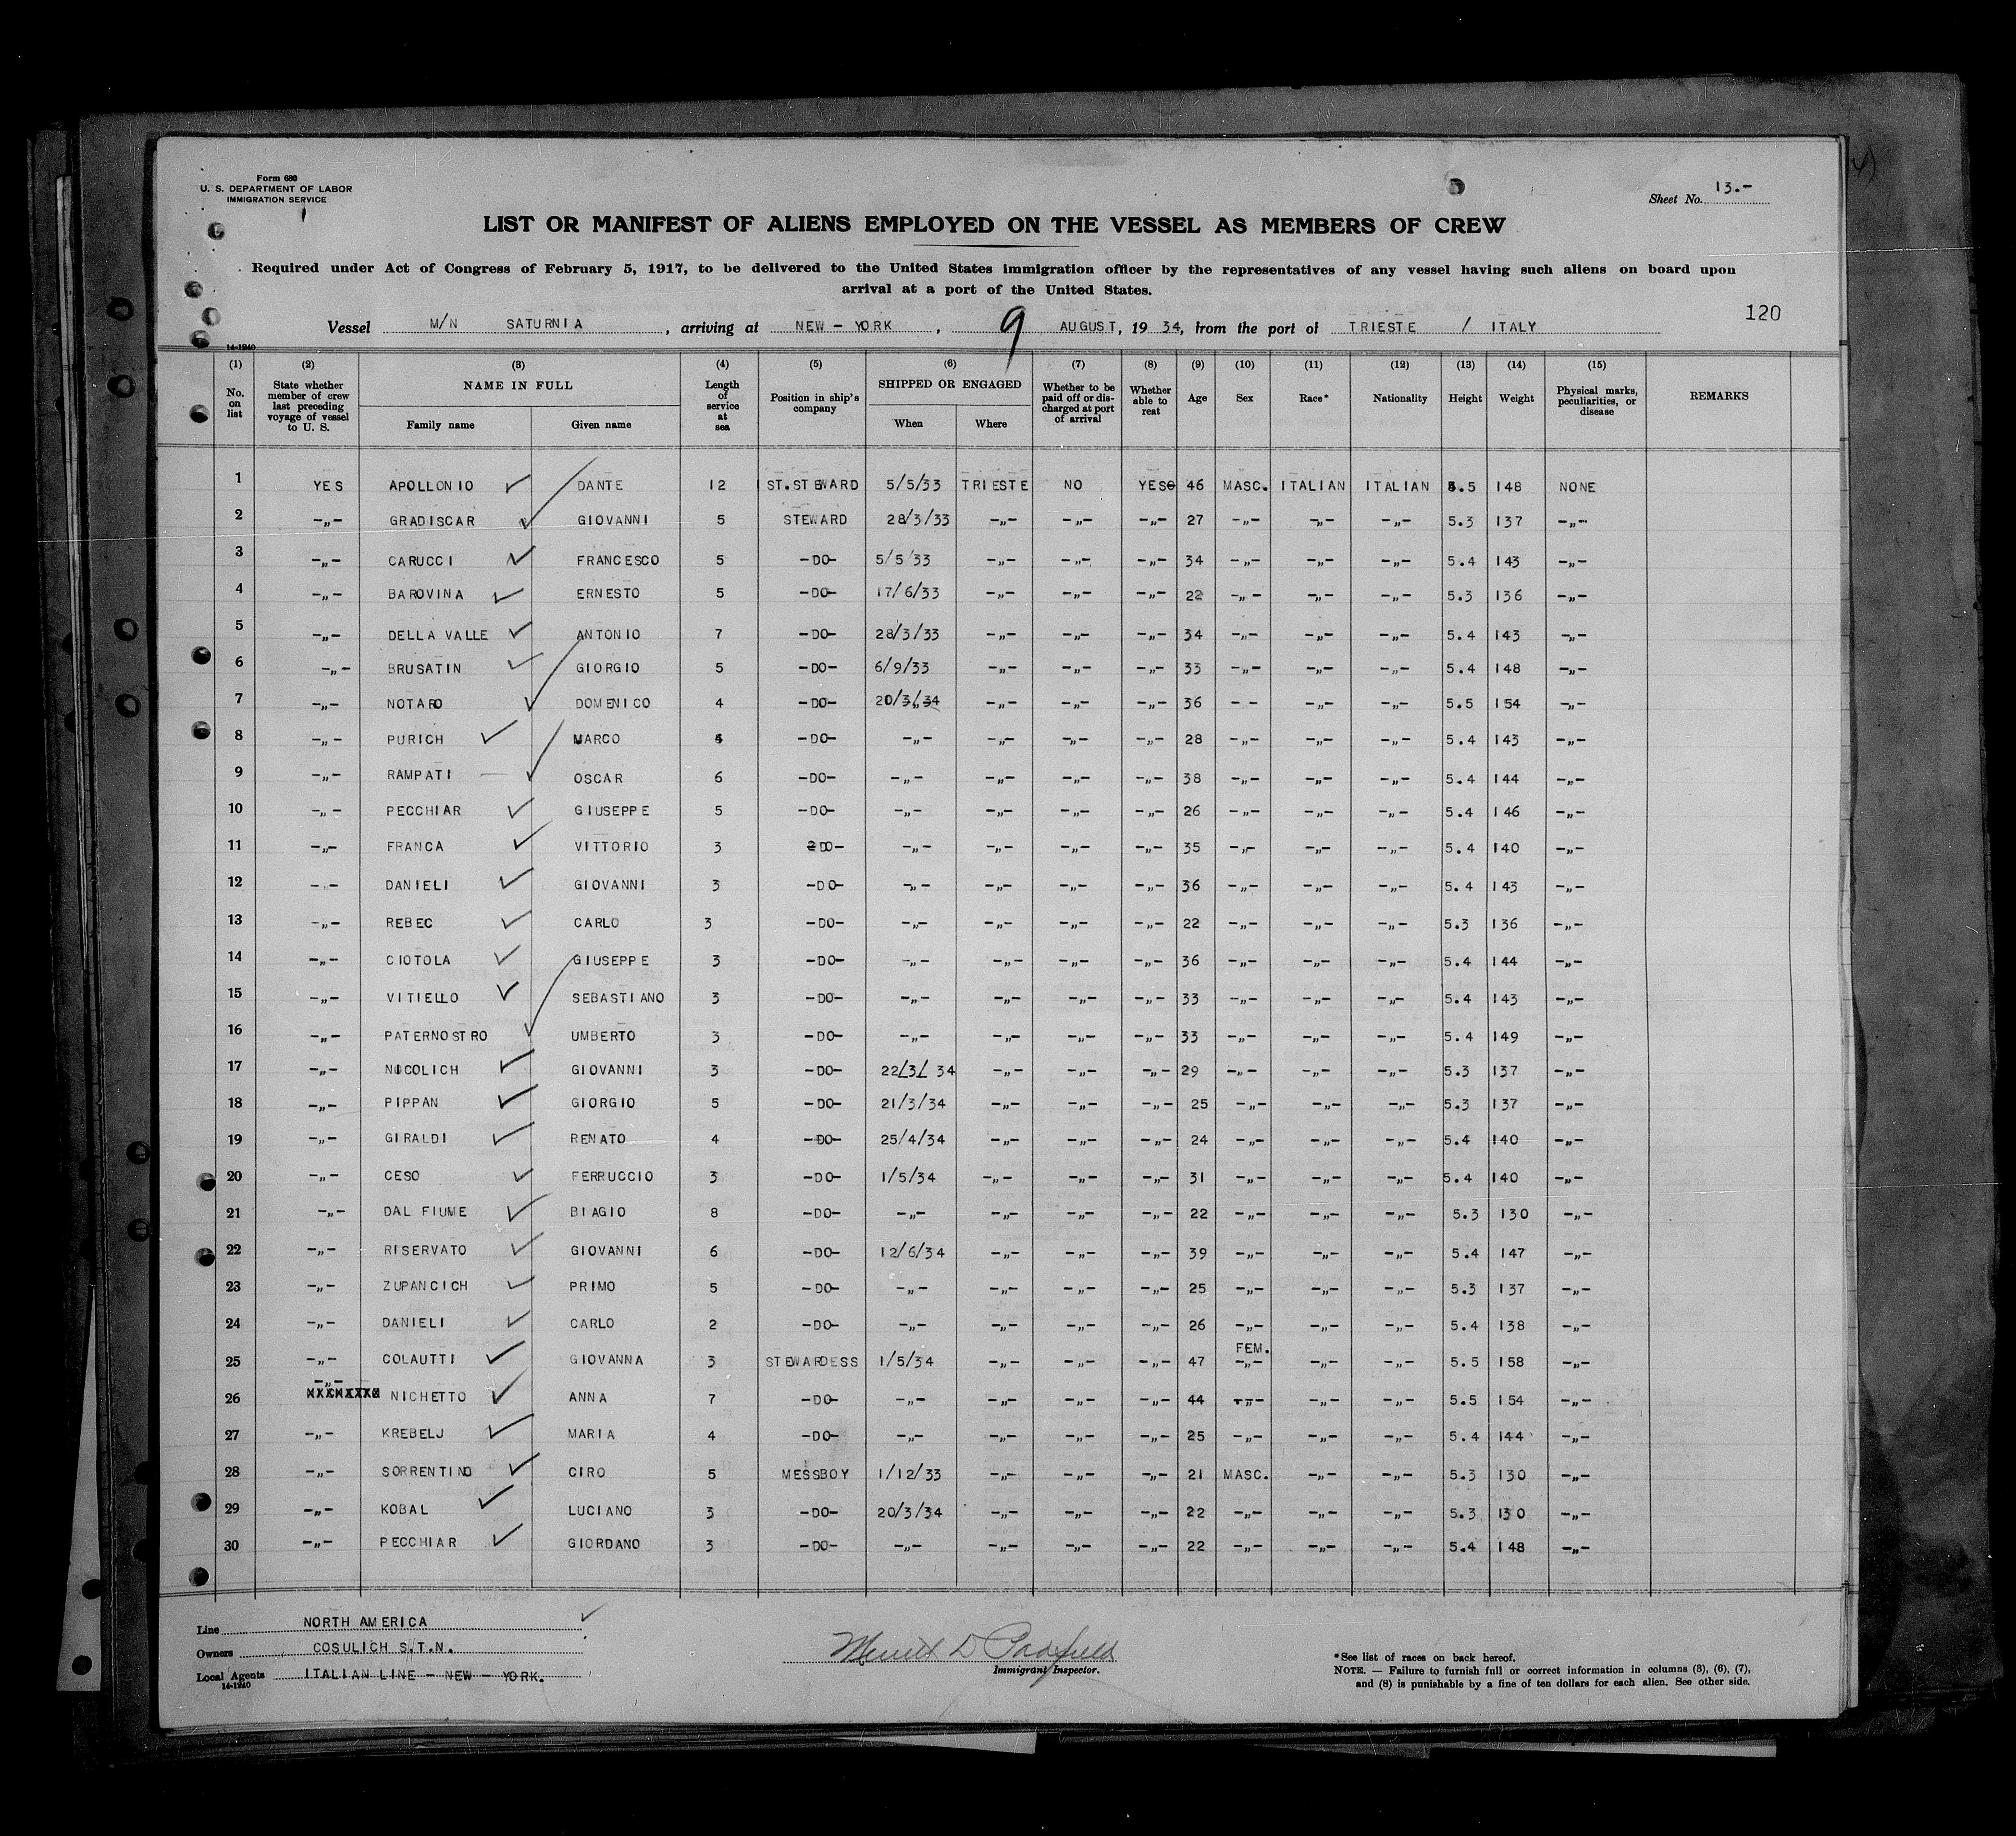 Form 680
U. S. DEPARTMENT OF LABOR
IMMIGRATION SERVICE
Sheet No. 13.-
LIST OR MANIFEST OF ALIENS EMPLOYED ON THE VESSEL AS MEMBERS OF CREW
Required under Act of Congress of February 5, 1917, to be delivered to the United States immigration officer by the representatives of any vessel having such aliens on board upon
arrival at a port of the United States.
120
Vessel M/N SATURNIA, arriving at NEW-YORK, 9 AUGUST, 1934, from the port of TRIESTE / ITALY
14-1240
(1) (2) (3) (4) (5) (6) (7) (8) (9) (10) (11) (12) (13) (14) (15)
No. on list | State whether member of crew last preceding voyage of vessel to U. S. | NAME IN FULL Family name Given name | Length of service at sea | Position in ship's company | SHIPPED OR ENGAGED When Where | Whether to be paid off or discharged at port of arrival | Whether able to reat | Age | Sex | Race* | Nationality | Height | Weight | Physical marks, peculiarities, or disease | REMARKS
1 YES APOLLONIO DANTE 12 ST.STEWARD 5/5/33 TRIESTE NO YES 46 MASC. ITALIAN ITALIAN 5.5 148 NONE
2 -„- GRADISCAR GIOVANNI 5 STEWARD 28/3/33 -„- -„- -„- 27 -„- -„- -„- 5.3 137 -„-
3 -„- CARUCCI FRANCESCO 5 -DO- 5/5/33 -„- -„- -„- 34 -„- -„- -„- 5.4 143 -„-
4 -„- BAROVINA ERNESTO 5 -DO- 17/6/33 -„- -„- -„- 22 -„- -„- -„- 5.3 136 -„-
5 -„- DELLA VALLE ANTONIO 7 -DO- 28/3/33 -„- -„- -„- 34 -„- -„- -„- 5.4 143 -„-
6 -„- BRUSATIN GIORGIO 5 -DO- 6/9/33 -„- -„- -„- 33 -„- -„- -„- 5.4 148 -„-
7 -„- NOTARO DOMENICO 4 -DO- 20/3/34 -„- -„- -„- 36 - - -„- -„- 5.5 154 -„-
8 -„- PURICH MARCO -DO- -„- -„- -„- -„- 28 -„- -„- -„- 5.4 143 -„-
9 -„- RAMPATI OSCAR 6 -DO- -„- -„- -„- -„- 38 -„- -„- -„- 5.4 144 -„-
10 -„- PECCHIAR GIUSEPPE 5 -DO- -„- -„- -„- -„- 26 -„- -„- -„- 5.4 146 -„-
11 -„- FRANCA VITTORIO 3 -DO- -„- -„- -„- -„- 35 -„- -„- -„- 5.4 140 -„-
12 -„- DANIELI GIOVANNI 3 -DO- -„- -„- -„- -„- 36 -„- -„- -„- 5.4 143 -„-
13 -„- REBEC CARLO 3 -DO- -„- -„- -„- -„- 22 -„- -„- -„- 5.3 136 -„-
14 -„- CIOTOLA GIUSEPPE 3 -DO- -„- -„- -„- -„- 36 -„- -„- -„- 5.4 144 -„-
15 -„- VITIELLO SEBASTIANO 3 -DO- -„- -„- -„- -„- 33 -„- -„- -„- 5.4 143 -„-
16 -„- PATERNOSTRO UMBERTO 3 -DO- -„- -„- -„- -„- 33 -„- -„- -„- 5.4 149 -„-
17 -„- NICOLICH GIOVANNI 3 -DO- 22/3/ 34 -„- -„- -„- 29 -„- -„- -„- 5.3 137 -„-
18 -„- PIPPAN GIORGIO 5 -DO- 21/3/34 -„- -„- -„- 25 -„- -„- -„- 5.3 137 -„-
19 -„- GIRALDI RENATO 4 -DO- 25/4/34 -„- -„- -„- 24 -„- -„- -„- 5.4 140 -„-
20 -„- CESO FERRUCCIO 3 -DO- 1/5/34 -„- -„- -„- 31 -„- -„- -„- 5.4 140 -„-
21 -„- DAL FIUME BIAGIO 8 -DO- -„- -„- -„- -„- 22 -„- -„- -„- 5.3 130 -„-
22 -„- RISERVATO GIOVANNI 6 -DO- 12/6/34 -„- -„- -„- 39 -„- -„- -„- 5.4 147 -„-
23 -„- ZUPANCICH PRIMO 5 -DO- -„- -„- -„- -„- 25 -„- -„- -„- 5.3 137 -„-
24 -„- DANIELI CARLO 2 -DO- -„- -„- -„- -„- 26 -„- -„- -„- 5.4 138 -„-
25 -„- COLAUTTI GIOVANNA 3 STEWARDESS 1/5/34 -„- -„- -„- 47 FEM. -„- -„- -„- 5.5 158 -„-
26 -„- NICHETTO ANNA 7 -DO- -„- -„- -„- -„- 44 -„- -„- -„- 5.5 154 -„-
27 -„- KREBELJ MARIA 4 -DO- -„- -„- -„- -„- 25 -„- -„- -„- 5.4 144 -„-
28 -„- SORRENTINO CIRO 5 MESSBOY 1/12/33 -„- -„- -„- 21 MASC. -„- -„- 5.3 130 -„-
29 -„- KOBAL LUCIANO 3 -DO- 20/3/34 -„- -„- -„- 22 -„- -„- -„- 5.3 130 -„-
30 -„- PECCHIAR GIORDANO 3 -DO- -„- -„- -„- -„- 22 -„- -„- -„- 5.4 148 -„-
Line NORTH AMERICA
Owners COSULICH S.T.N.
Local Agents ITALIAN LINE - NEW - YORK.
14-1240
Merrill D
Immigrant Inspector.
*See list of races on back hereof.
NOTE. — Failure to furnish full or correct information in columns (3), (6), (7),
and (8) is punishable by a fine of ten dollars for each alien. See other side.